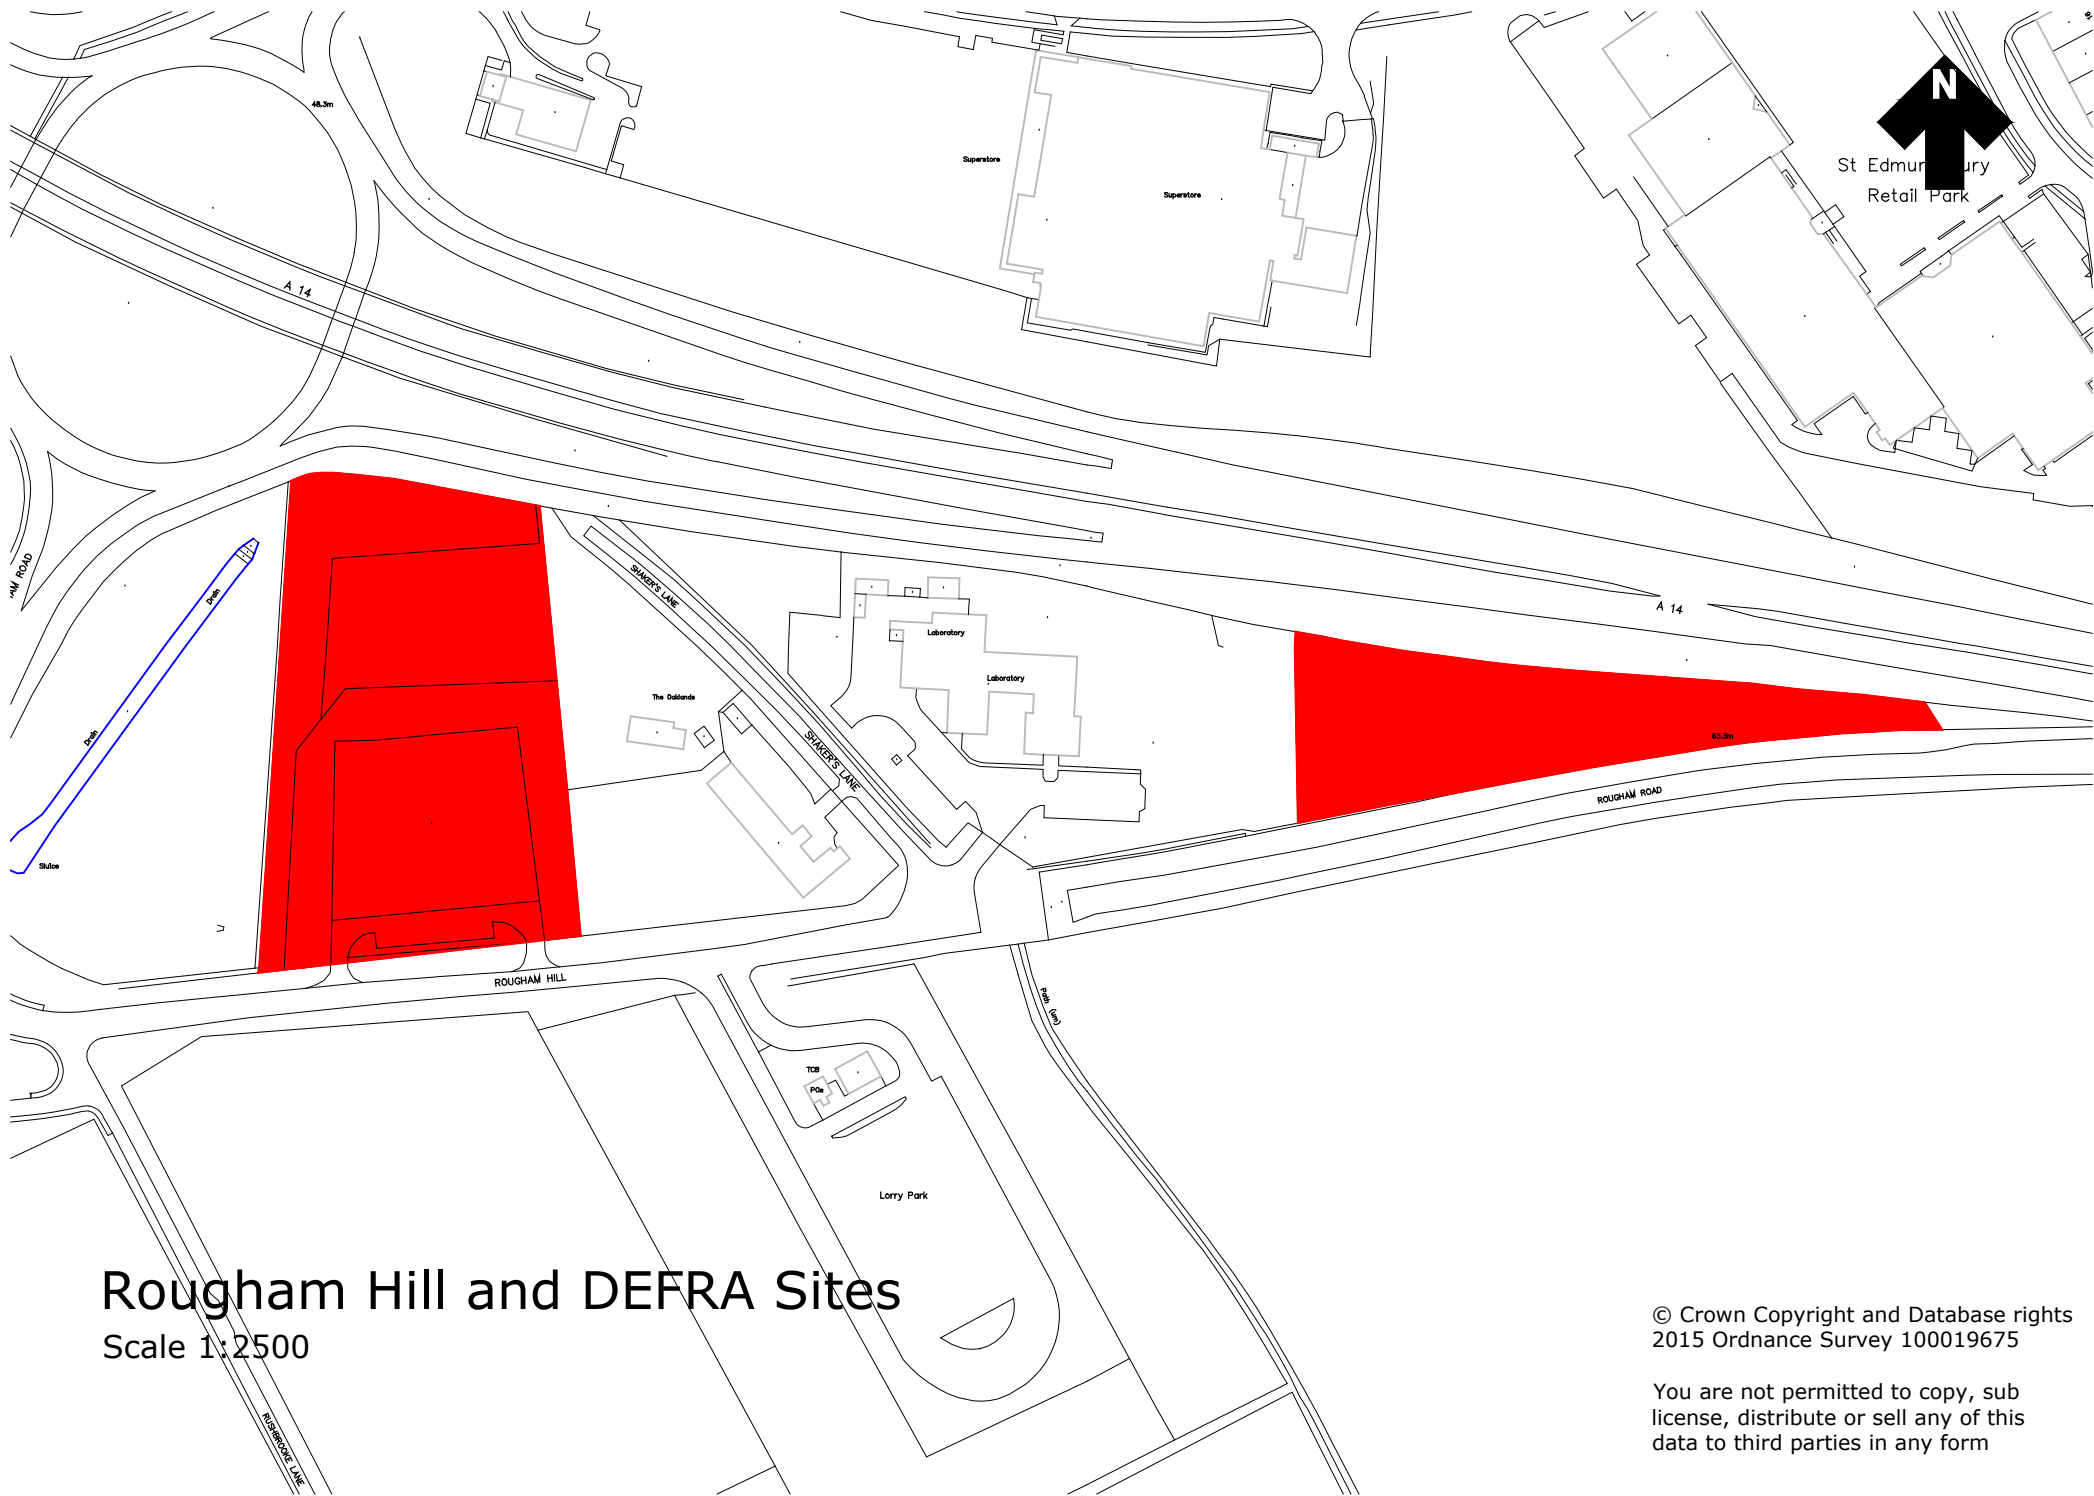 48.3m
N
St Edmun ury
Retail Park
Superstore
Superstore
A 14
AM ROAD
Drain
Drain
Sluice
SHAKER'S LANE
SHAKER'S LANE
The Oaklands
Laboratory
Laboratory
A 14
63.3m
ROUGHAM ROAD
ROUGHAM HILL
Path (um)
TCB
PCs
Lorry Park
RUSHBROOKE LANE
Rougham Hill and DEFRA Sites
Scale 1:2500
© Crown Copyright and Database rights
2015 Ordnance Survey 100019675
You are not permitted to copy, sub
license, distribute or sell any of this
data to third parties in any form